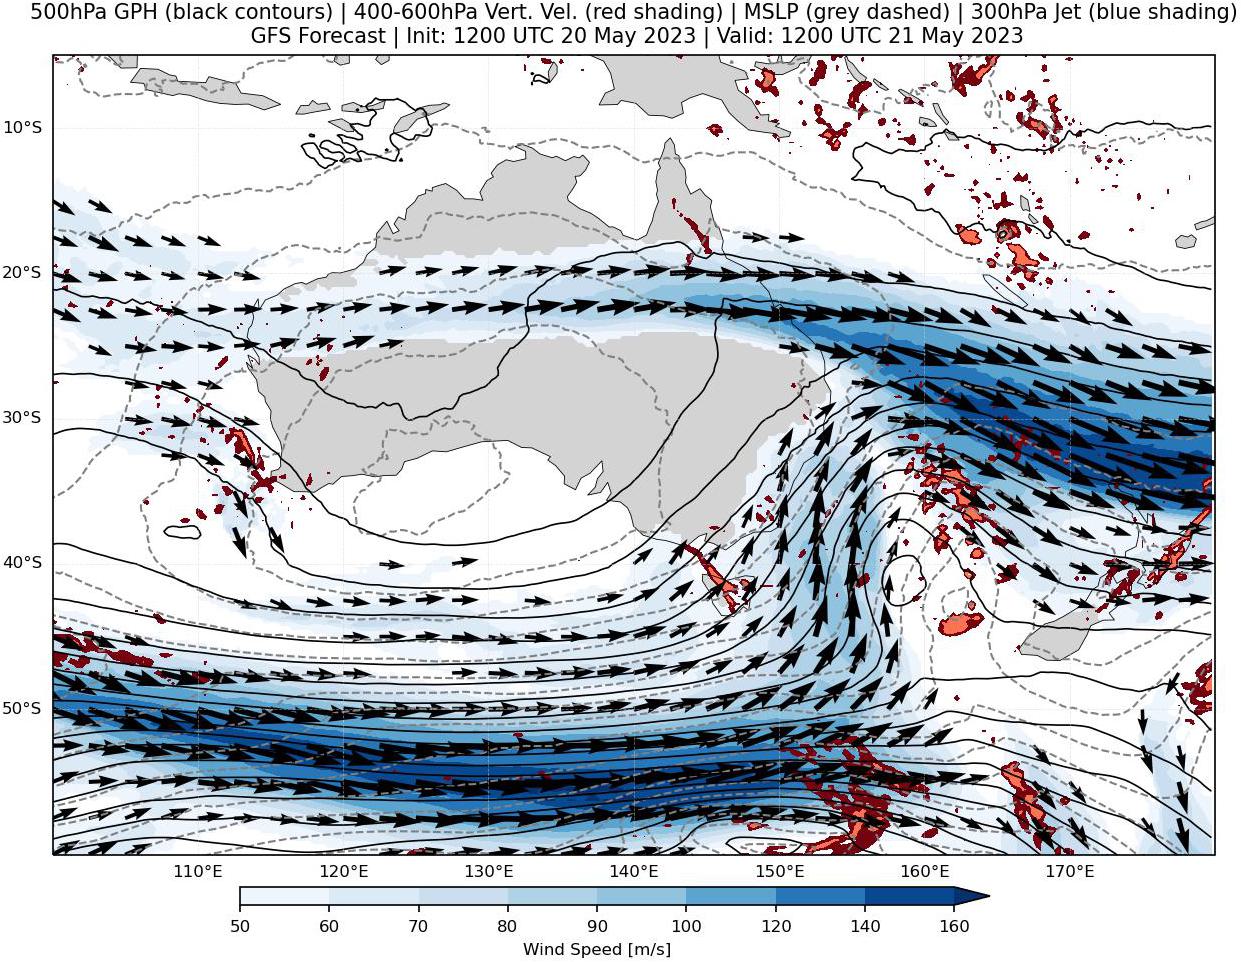 500hPa GPH (black contours) | 400-600hPa Vert. Vel. (red shading) | MSLP (grey dashed) | 300hPa Jet (blue shading)
GFS Forecast | Init: 1200 UTC 20 May 2023 | Valid: 1200 UTC 21 May 2023
10°S
20°S
30°S
40°S
50°S
110°E 120°E 130°E 140°E 150°E 160°E 170°E
50 60 70 80 90 100 120 140 160
Wind Speed [m/s]